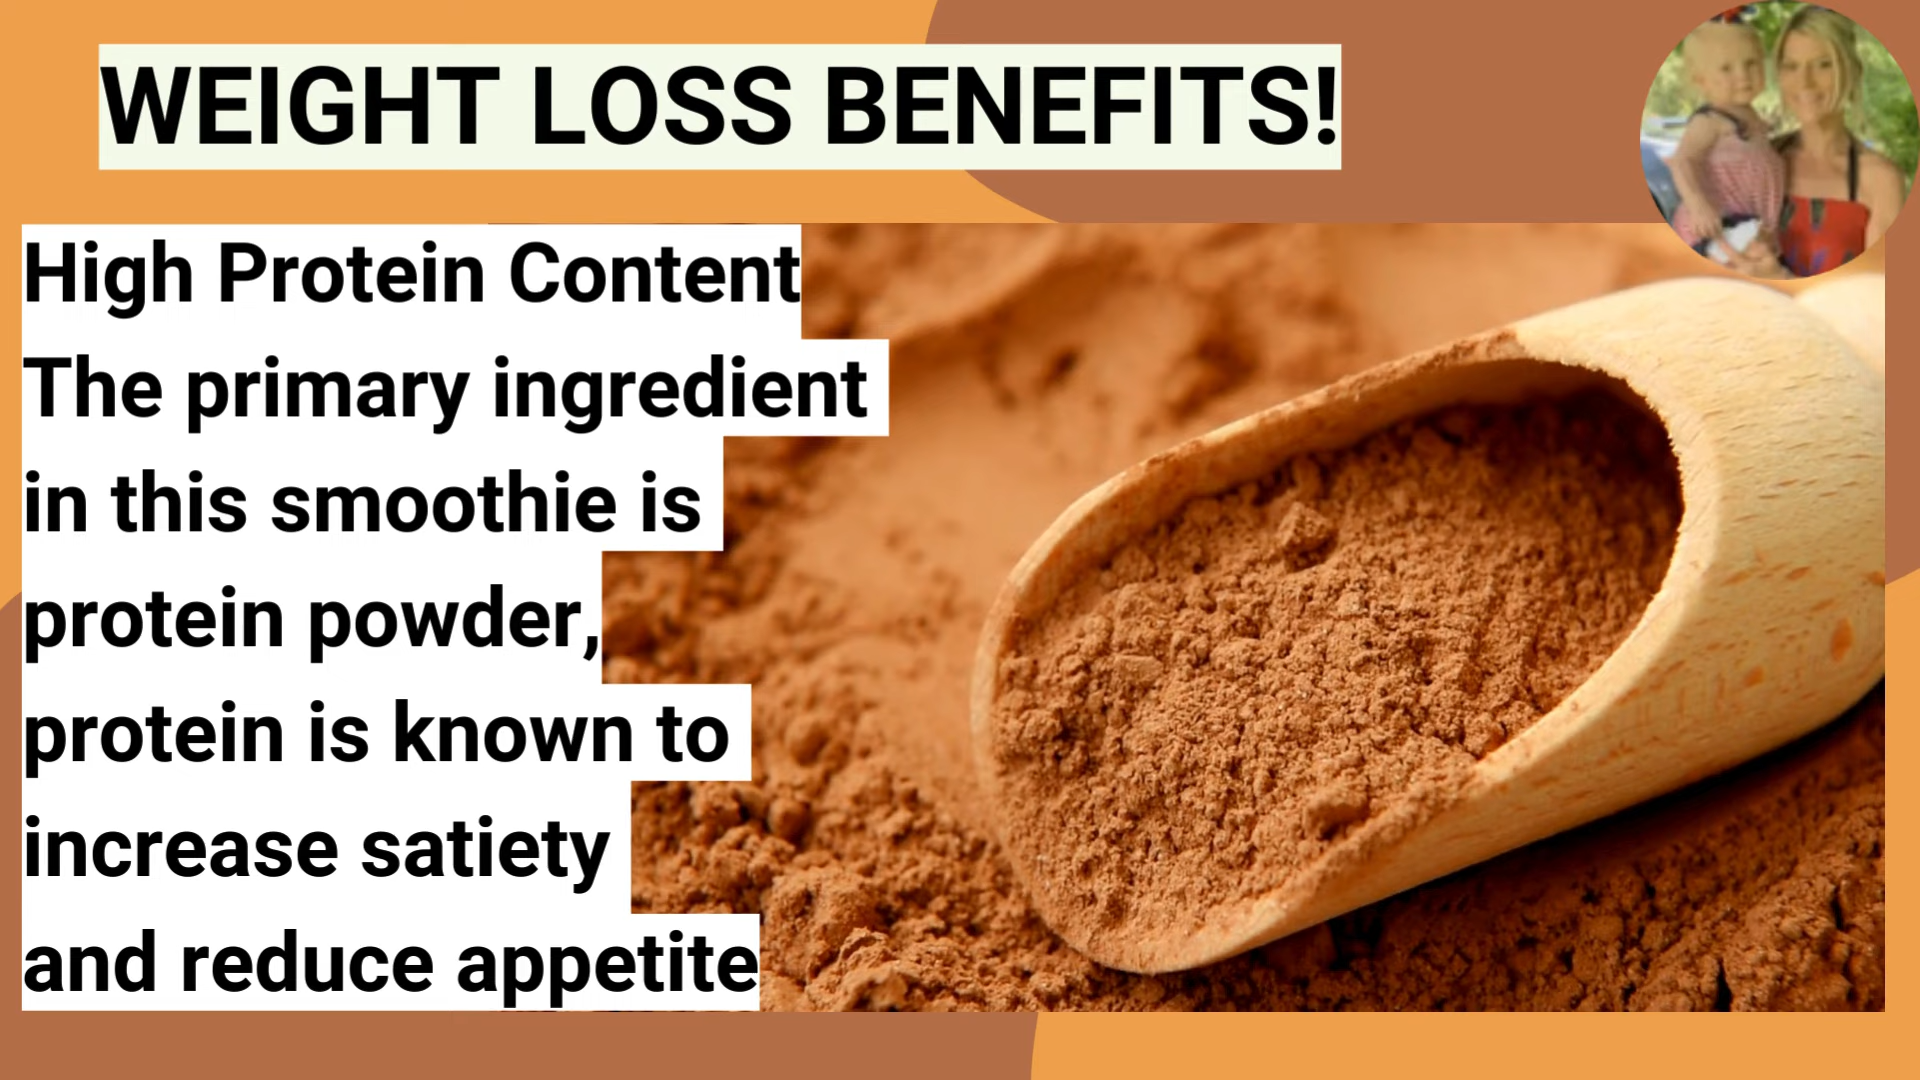 WEIGHT LOSS BENEFITS!
High Protein Content
The primary ingredient
in this smoothie is
protein powder,
protein is known to
increase satiety
and reduce appetite